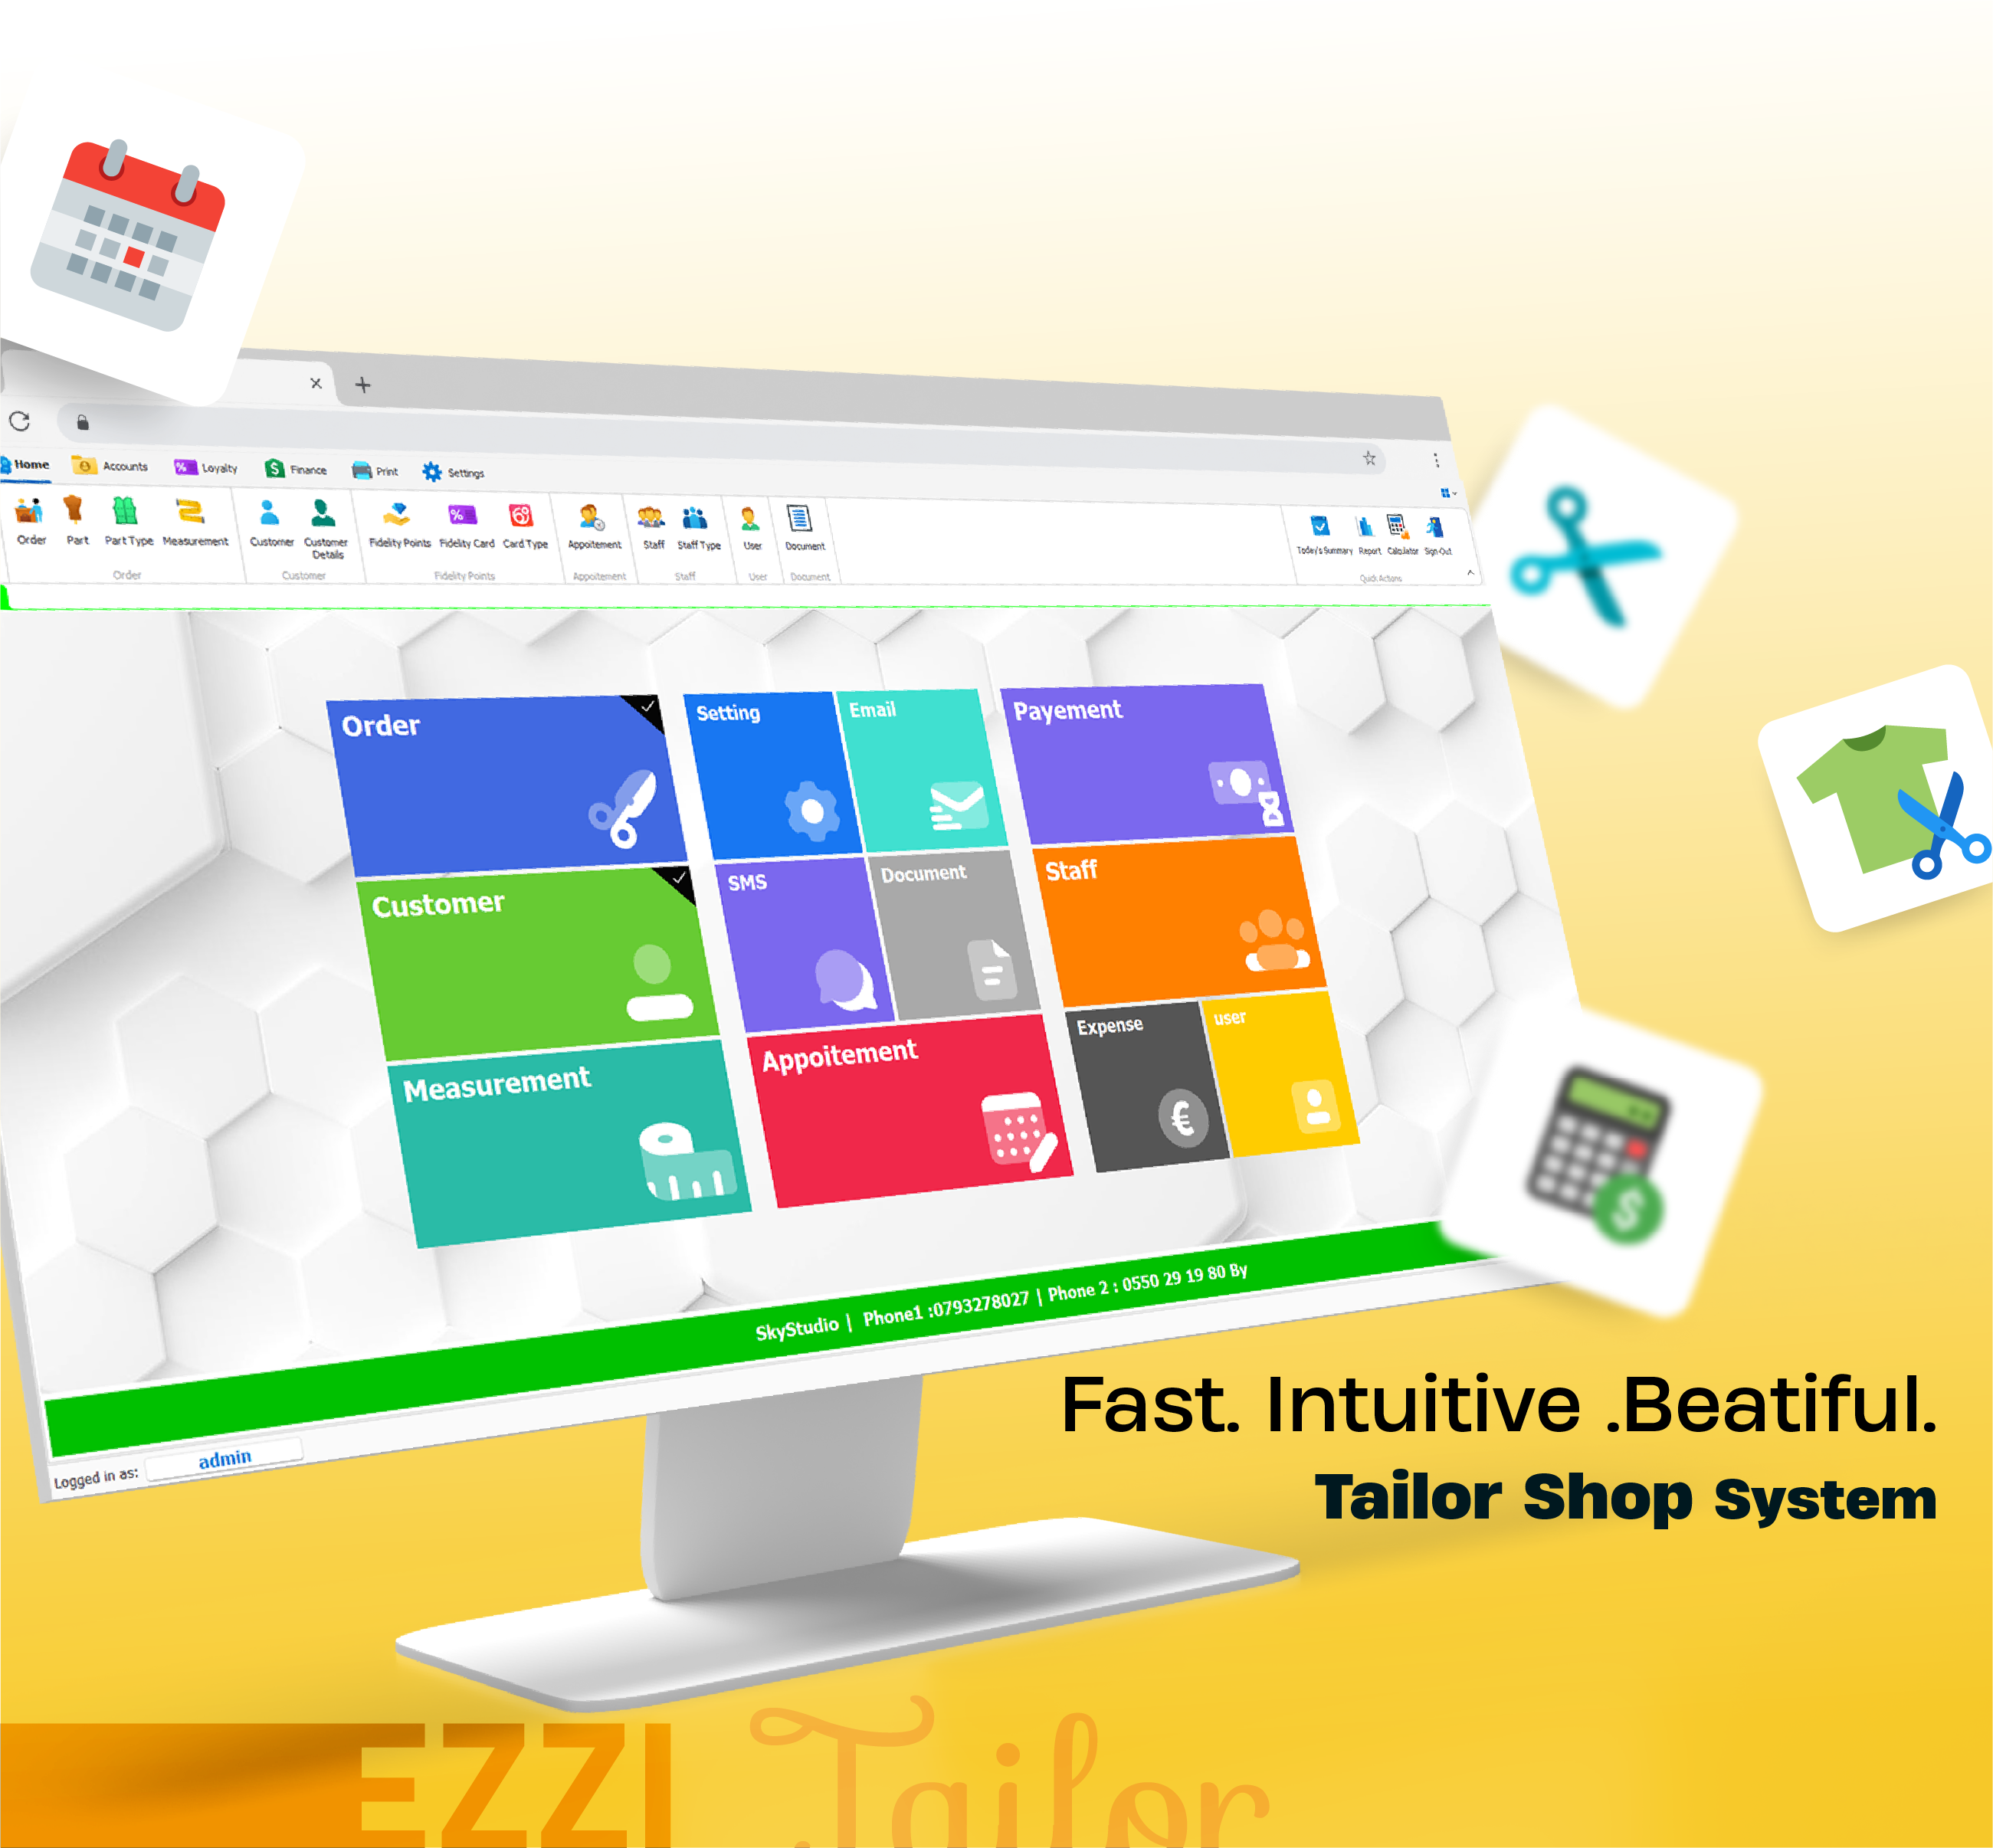 Home Accounts Loyalty Finance Print Settings
Order Part Part Type Measurement Customer Customer Details Fidelity Points Fidelity Card Card Type Appoitement Staff Staff Type User Document Today's Summary Report Calculator Sign-Out
Order Customer Fidelity Points Appoitement Staff User Document Quick Actions
Order
Setting
Email
Payement
Customer
SMS
Document
Staff
Measurement
Appoitement
Expense
user
SkyStudio | Phone1 :0793278027 | Phone 2 : 0550 29 19 80 By
Logged in as: admin
Fast. Intuitive .Beatiful.
Tailor Shop System
EZZI Tailor